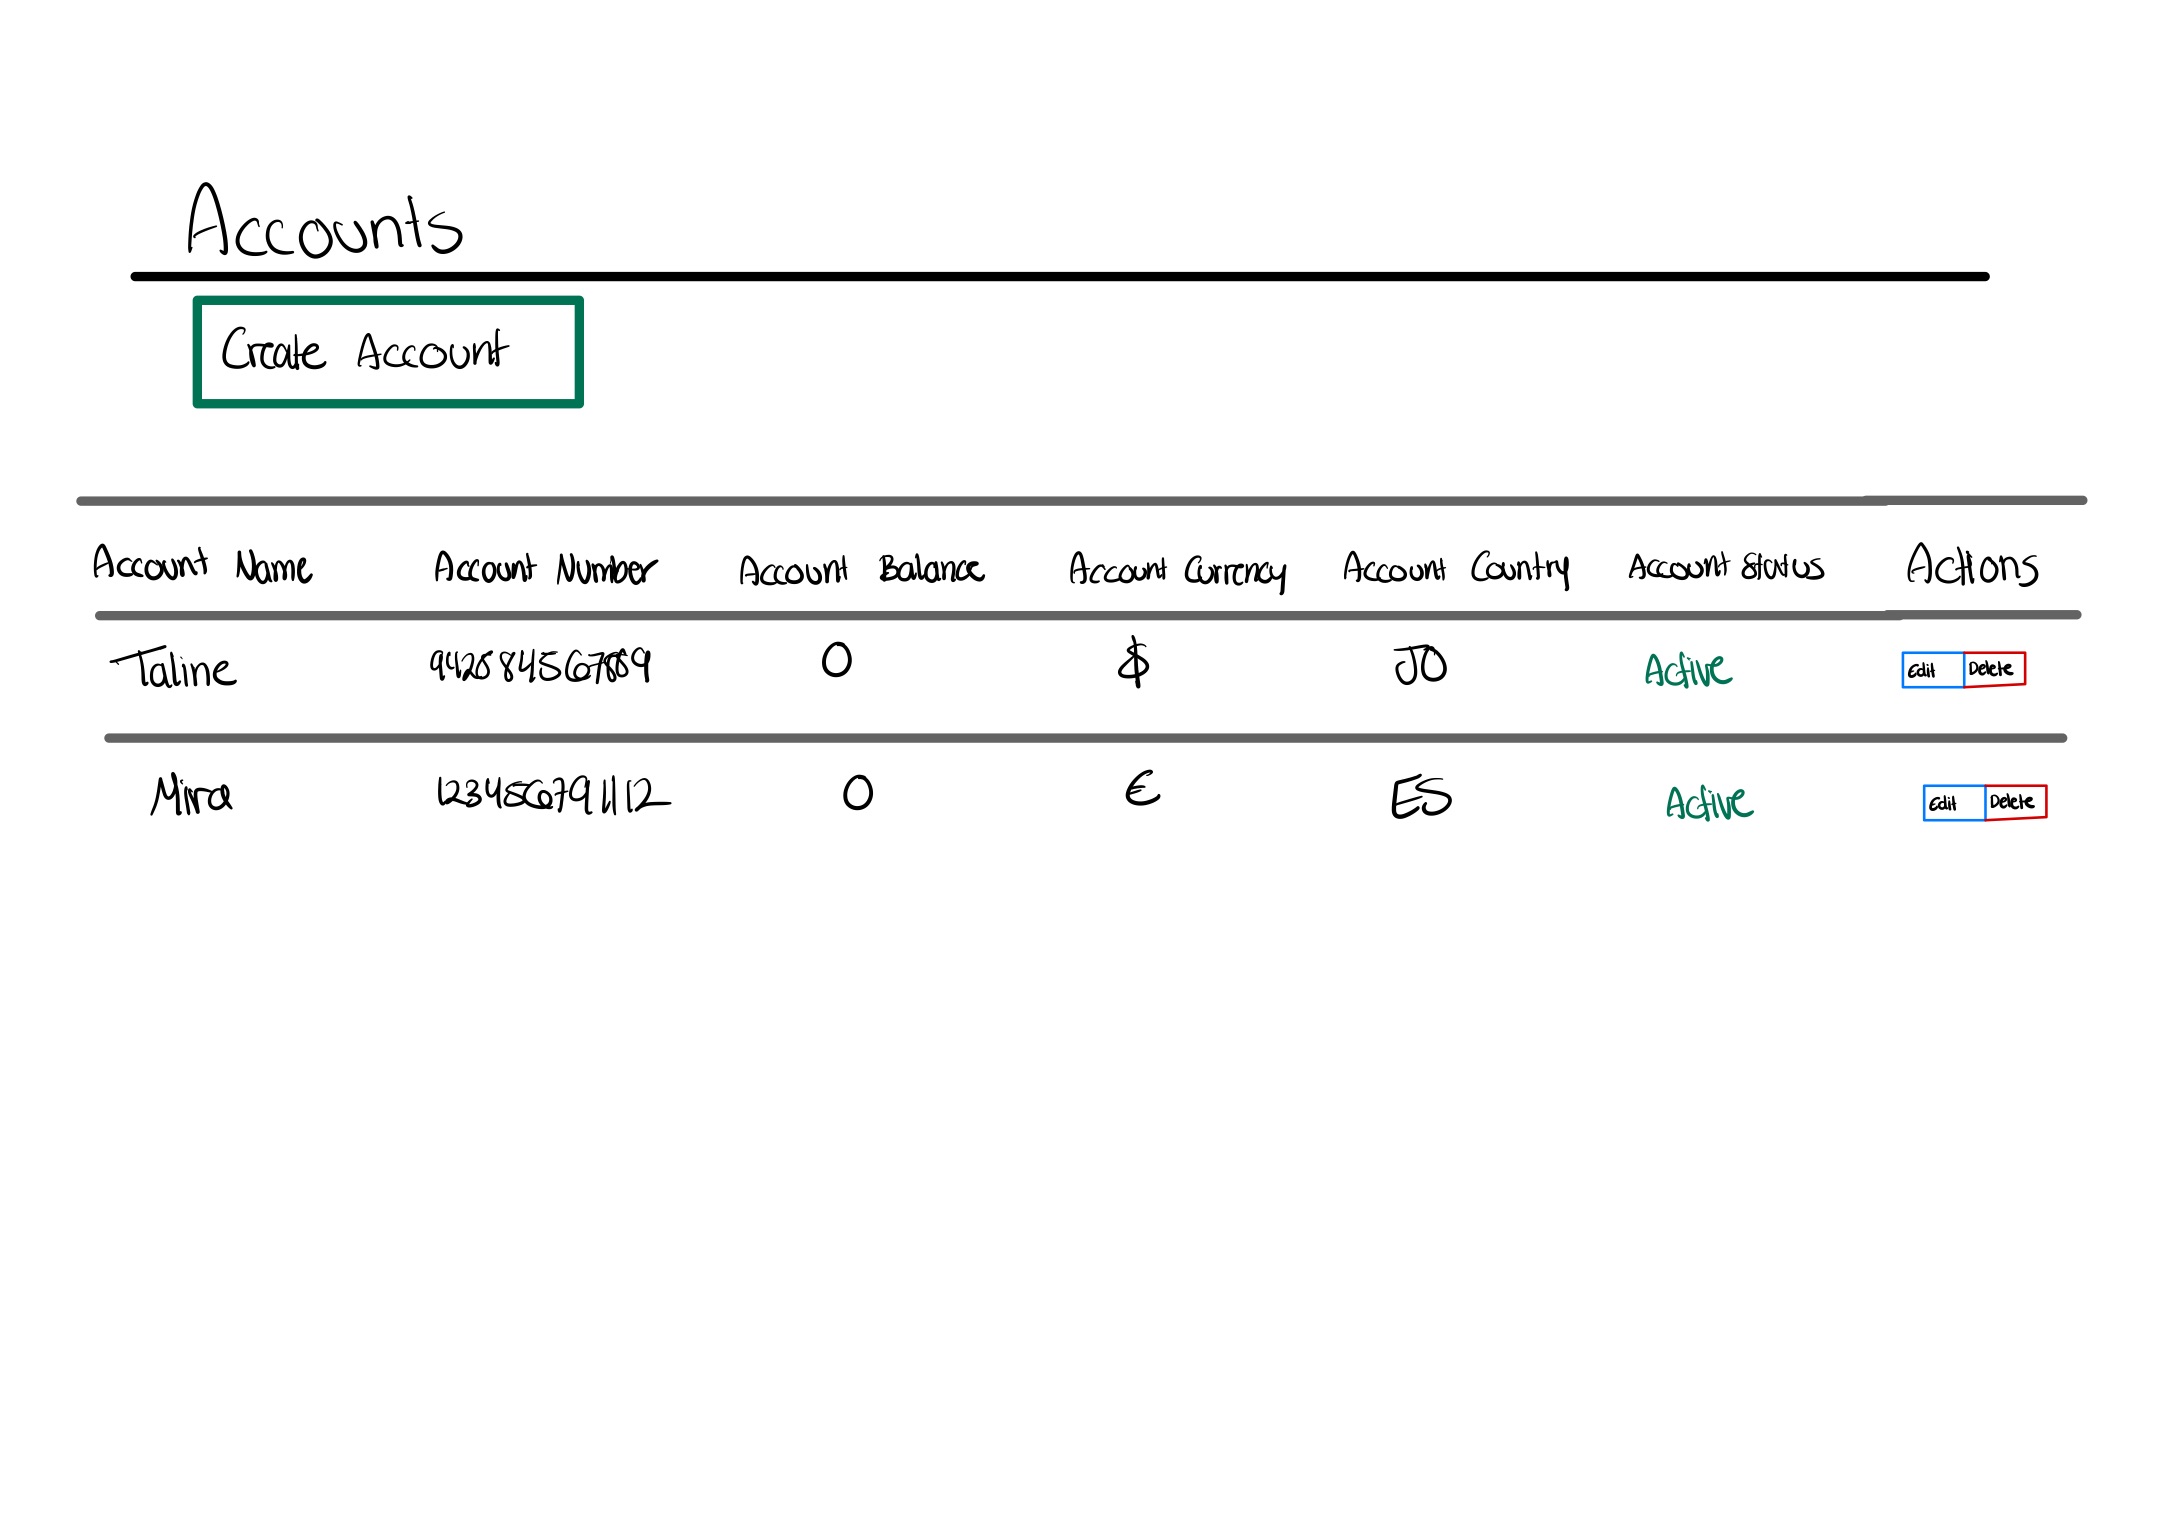 Accounts
Create Account
Account Name Account Number Account Balance Account Currency Account Country Account Status Actions
Taline 0 $ JO Active Edit Delete
Mira 123456791112 0 € ES Active Edit Delete